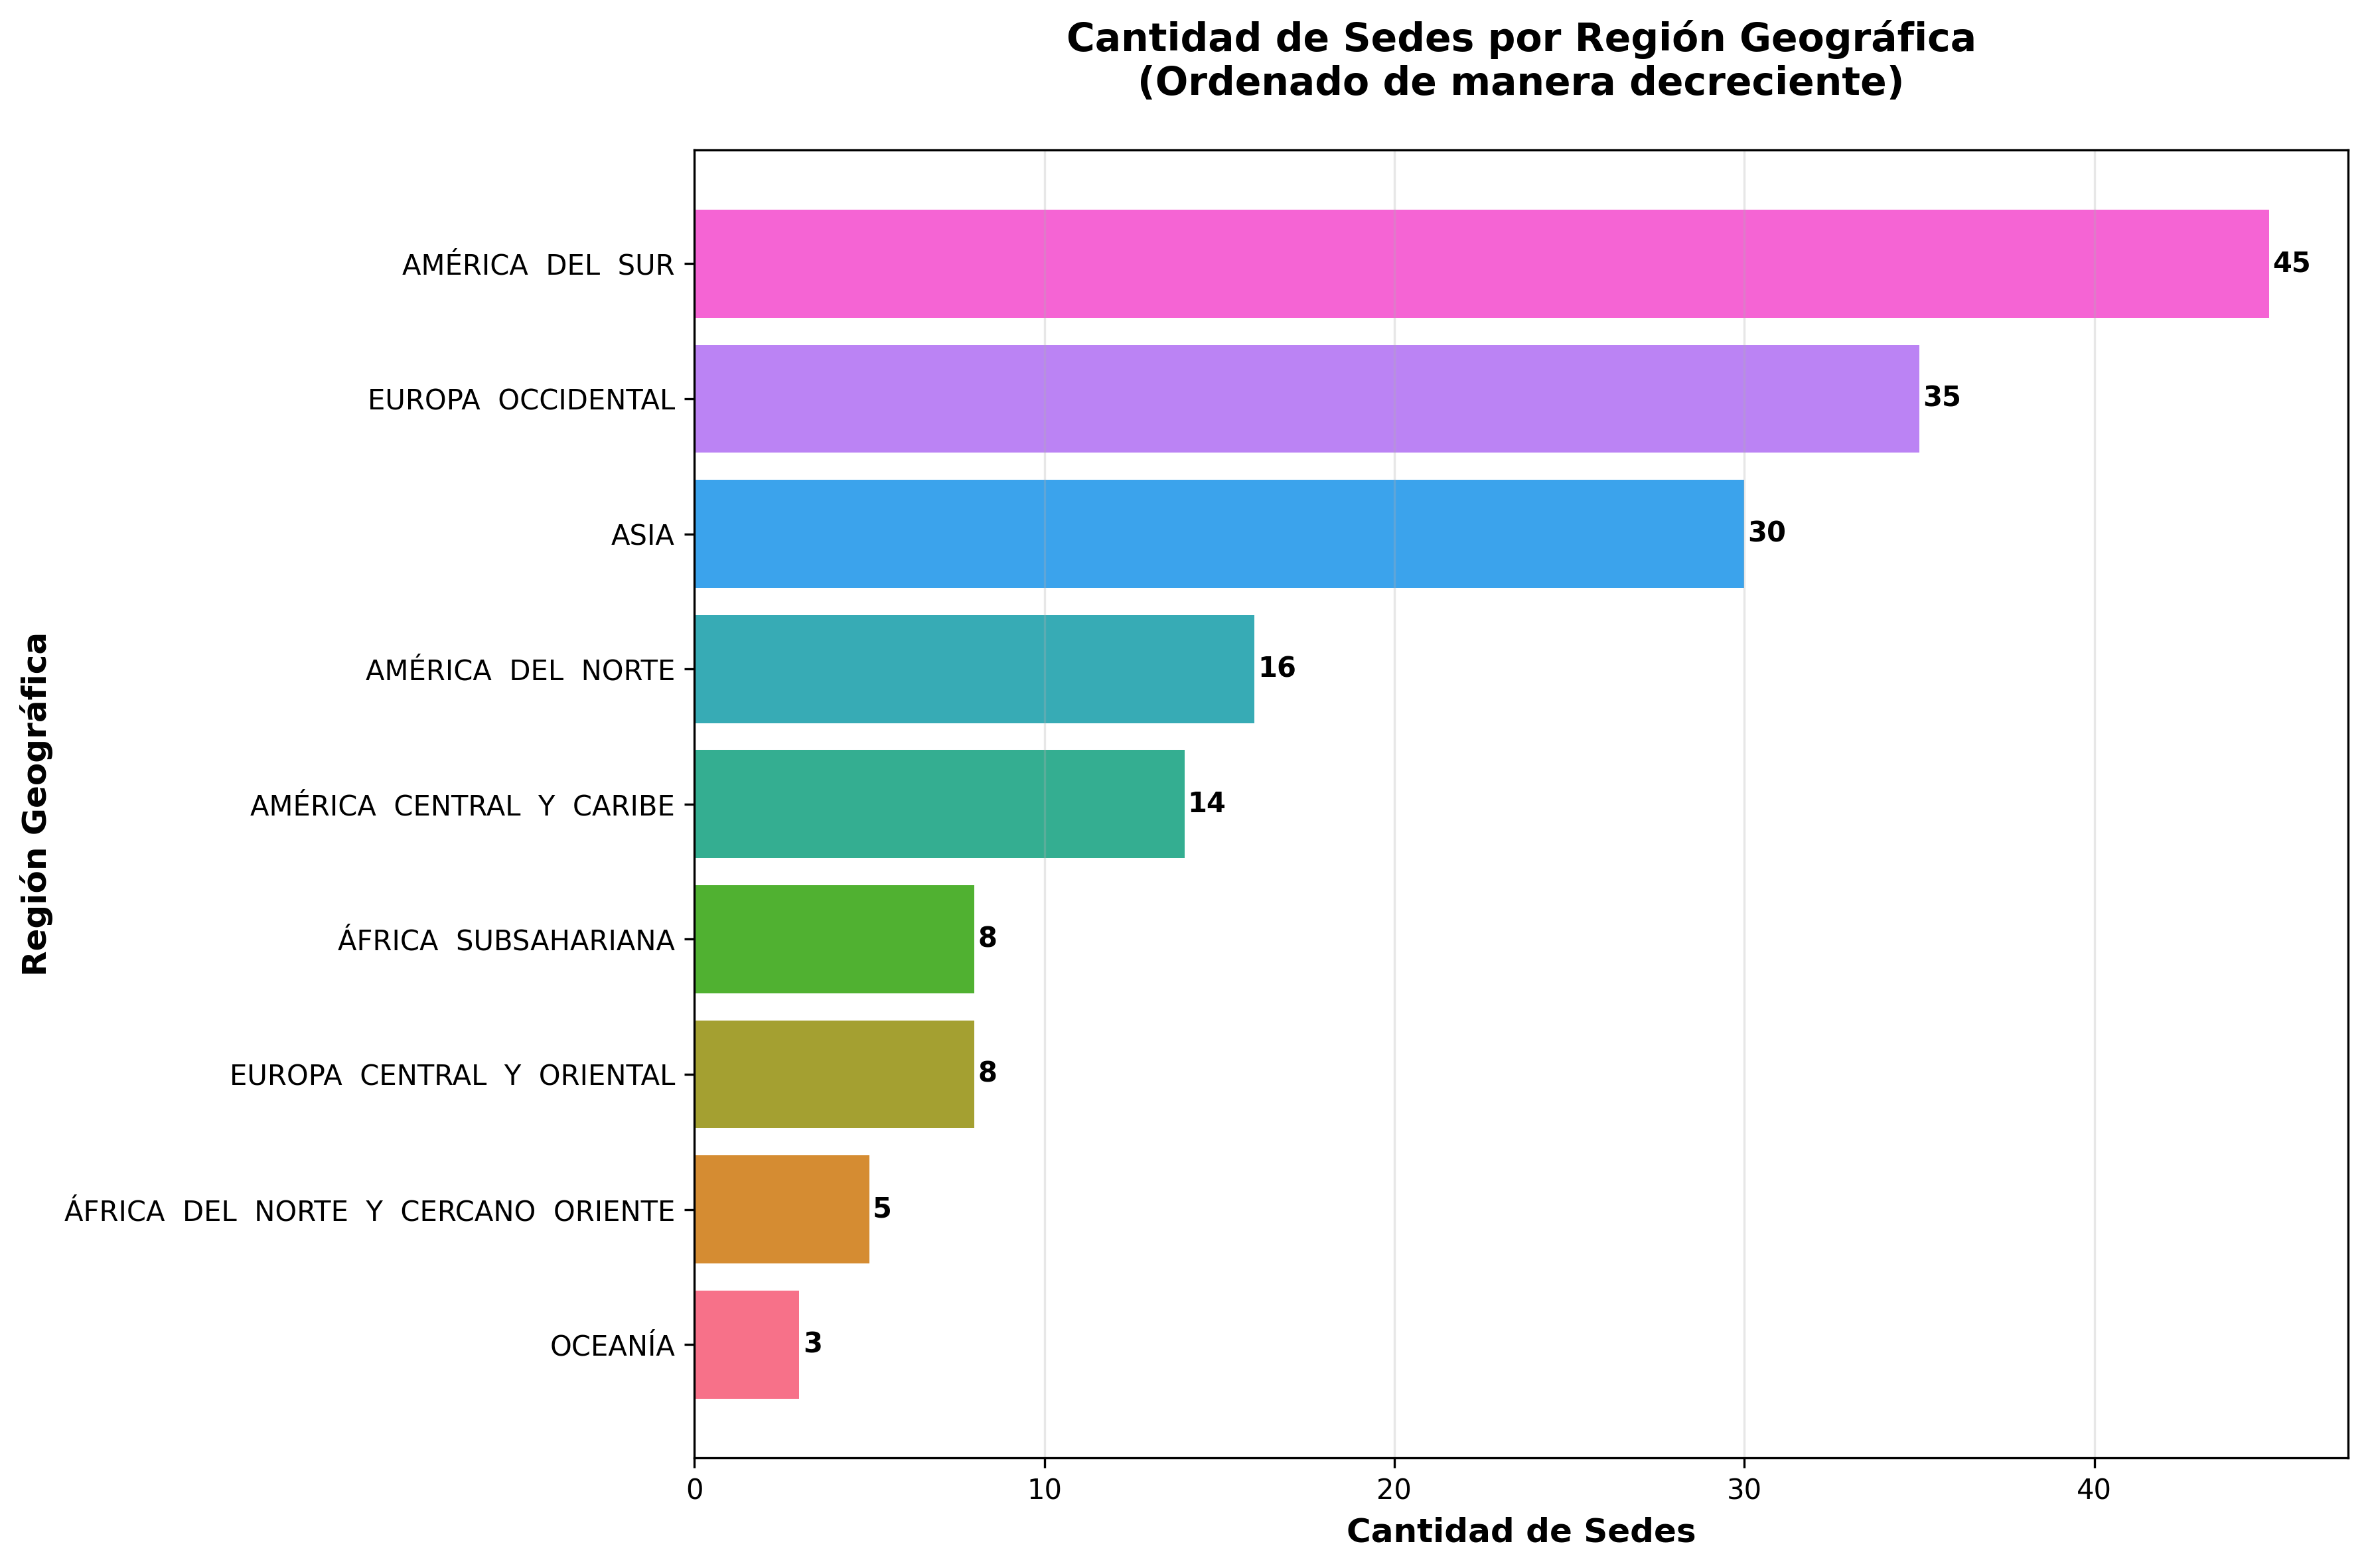 Cantidad de Sedes por Región Geográfica
(Ordenado de manera decreciente)
Región Geográfica
AMÉRICA DEL SUR 45
EUROPA OCCIDENTAL 35
ASIA 30
AMÉRICA DEL NORTE 16
AMÉRICA CENTRAL Y CARIBE 14
ÁFRICA SUBSAHARIANA 8
EUROPA CENTRAL Y ORIENTAL 8
ÁFRICA DEL NORTE Y CERCANO ORIENTE 5
OCEANÍA 3
0 10 20 30 40
Cantidad de Sedes